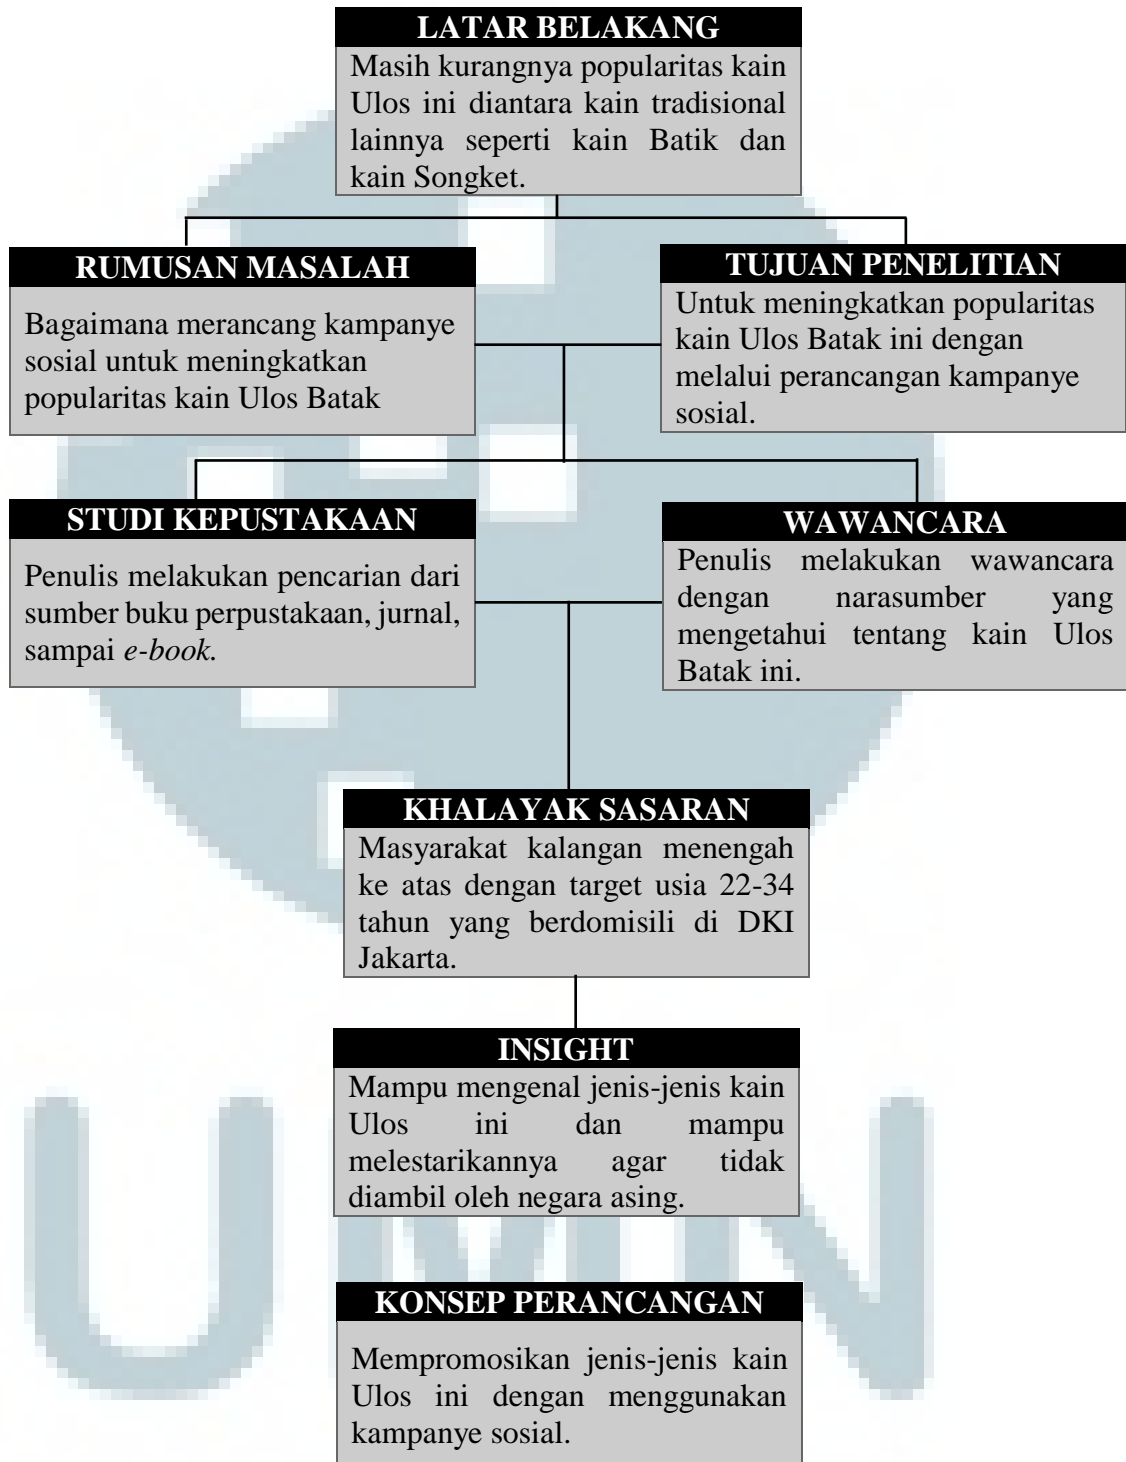 LATAR BELAKANG
Masih kurangnya popularitas kain
Ulos ini diantara kain tradisional
lainnya seperti kain Batik dan
kain Songket.
RUMUSAN MASALAH
Bagaimana merancang kampanye
sosial untuk meningkatkan
popularitas kain Ulos Batak
TUJUAN PENELITIAN
Untuk meningkatkan popularitas
kain Ulos Batak ini dengan
melalui perancangan kampanye
sosial.
STUDI KEPUSTAKAAN
Penulis melakukan pencarian dari
sumber buku perpustakaan, jurnal,
sampai e-book.
WAWANCARA
Penulis melakukan wawancara
dengan narasumber yang
mengetahui tentang kain Ulos
Batak ini.
KHALAYAK SASARAN
Masyarakat kalangan menengah
ke atas dengan target usia 22-34
tahun yang berdomisili di DKI
Jakarta.
INSIGHT
Mampu mengenal jenis-jenis kain
Ulos ini dan mampu
melestarikannya agar tidak
diambil oleh negara asing.
KONSEP PERANCANGAN
Mempromosikan jenis-jenis kain
Ulos ini dengan menggunakan
kampanye sosial.
UMN